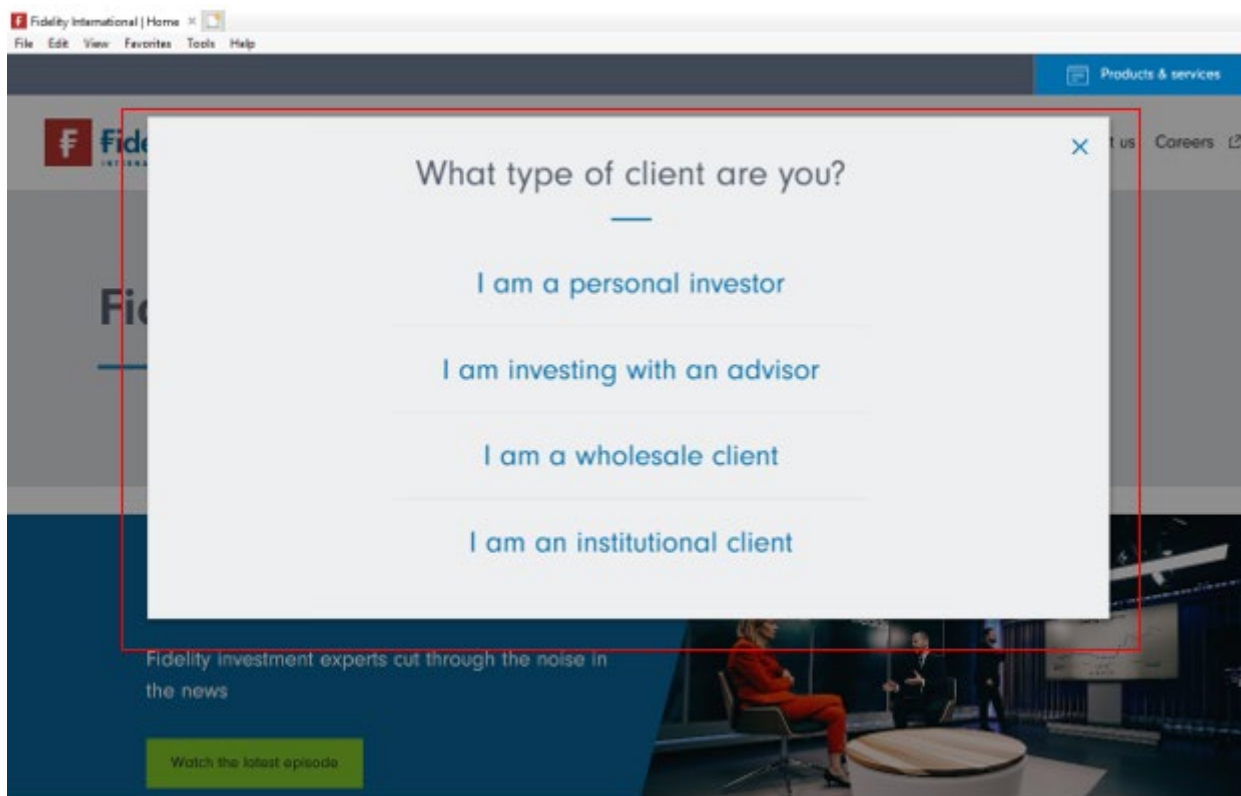 Fidelity International | Home
File Edit View Favorites Tools Help
Products & services
Fide
t us Careers
What type of client are you?
I am a personal investor
I am investing with an advisor
I am a wholesale client
I am an institutional client
Fidelity investment experts cut through the noise in
the news
Watch the latest episode